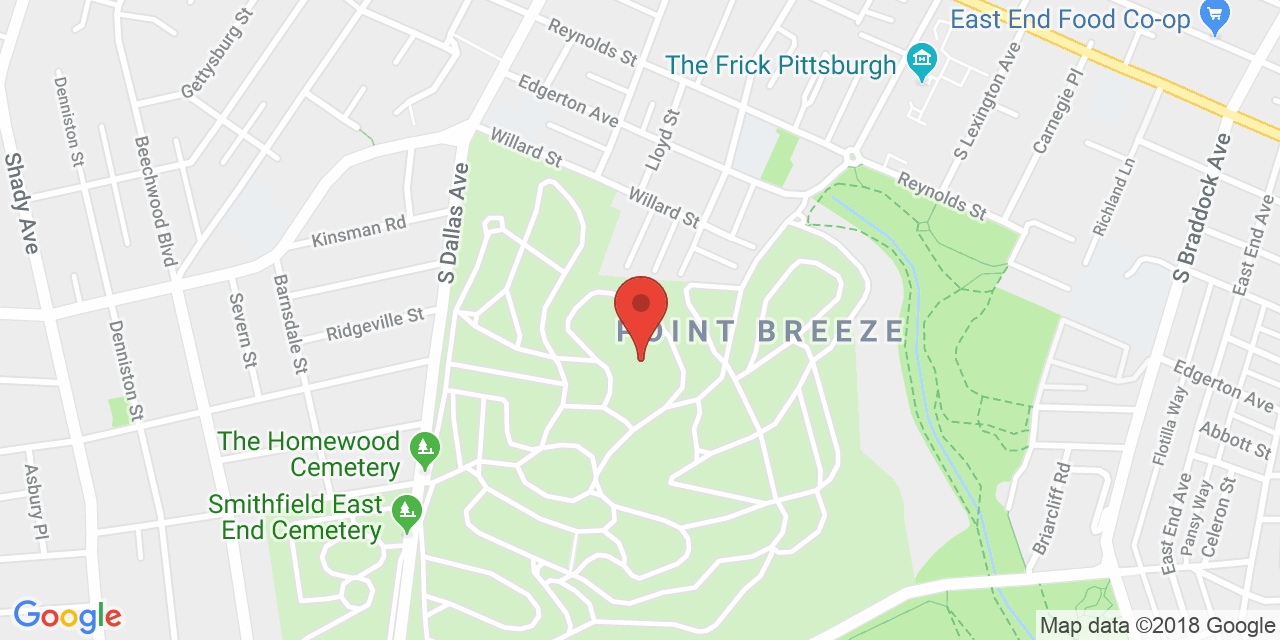 East End Food Co-op
Reynolds St
The Frick Pittsburgh
Gettysburg St
Edgerton Ave
S Lexington Ave
Carnegie Pl
Denniston St
Beechwood Blvd
Shady Ave
Willard St
Lloyd St
S Dallas Ave
Willard St
Reynolds St
Richland Ln
S Braddock Ave
East End Ave
Kinsman Rd
Severn St
Barnsdale St
Ridgeville St
POINT BREEZE
Denniston St
Edgerton Ave
Flotilla Way
Abbott St
The Homewood
Cemetery
Smithfield East
End Cemetery
Asbury Pl
Briarcliff Rd
East End Ave
Pansy Way
Celeron St
Google
Map data ©2018 Google